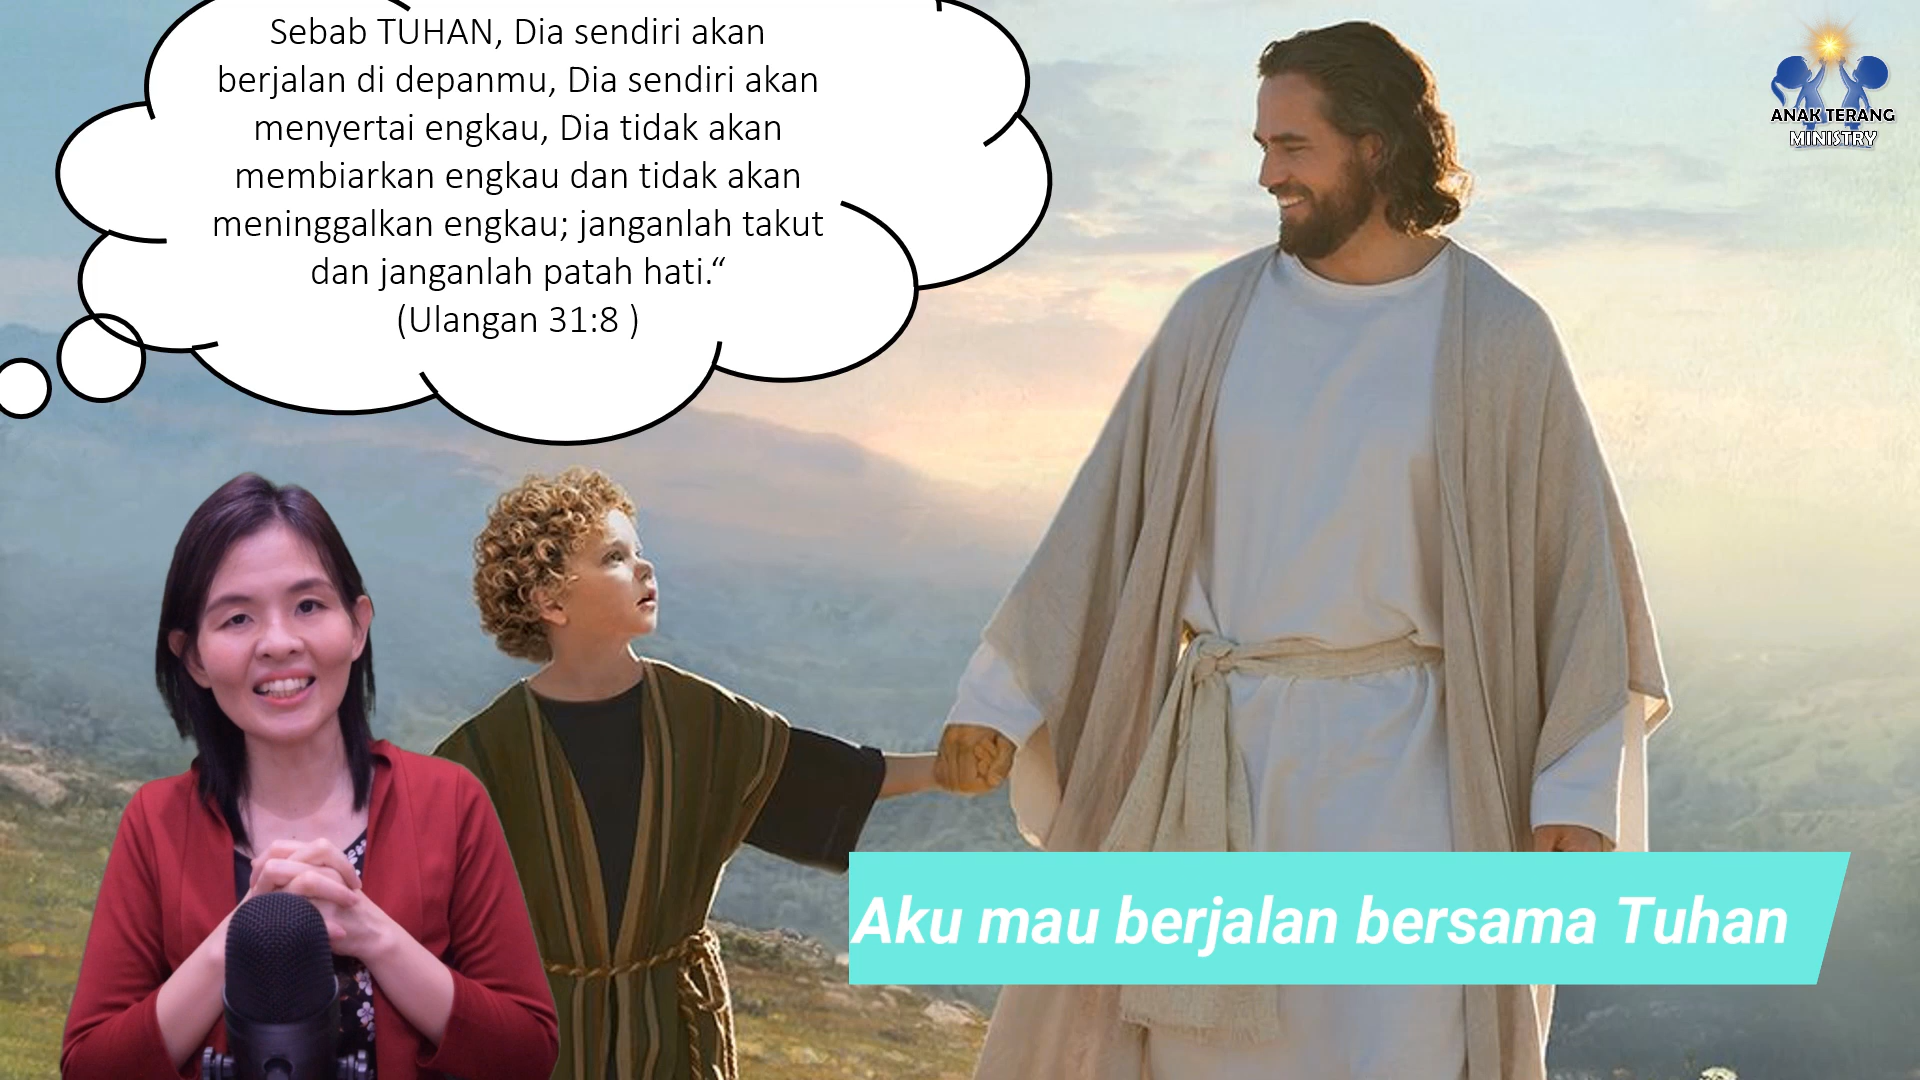 Sebab TUHAN, Dia sendiri akan
berjalan di depanmu, Dia sendiri akan
menyertai engkau, Dia tidak akan
membiarkan engkau dan tidak akan
meninggalkan engkau; janganlah takut
dan janganlah patah hati.“
(Ulangan 31:8 )
ANAK TERANG
MINISTRY
Aku mau berjalan bersama Tuhan